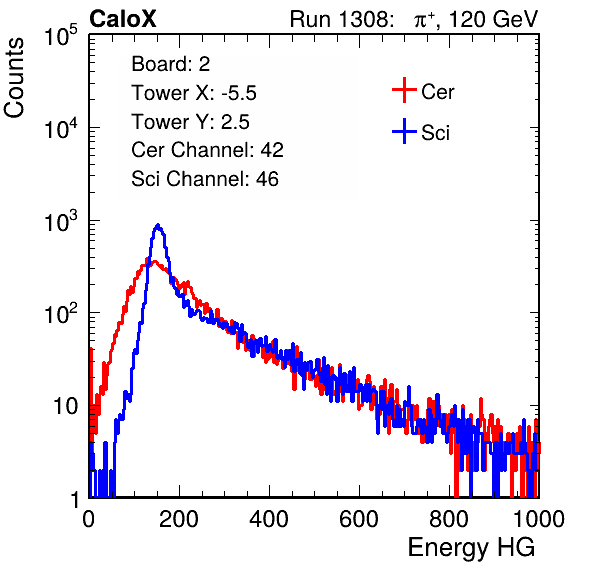 CaloX Run 1308: π⁺, 120 GeV
Counts
10⁵
10⁴
10³
10²
10
1
Board: 2
Tower X: -5.5
Tower Y: 2.5
Cer Channel: 42
Sci Channel: 46
Cer
Sci
0 200 400 600 800 1000
Energy HG